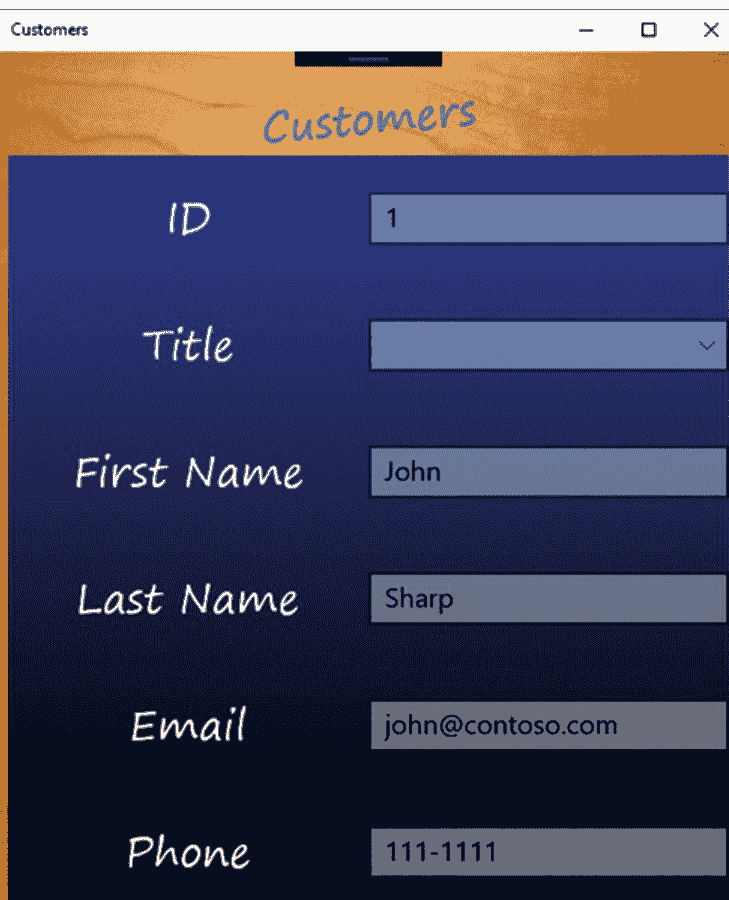 Customers
Customers
ID
1
Title
First Name
John
Last Name
Sharp
Email
john@contoso.com
Phone
111-1111